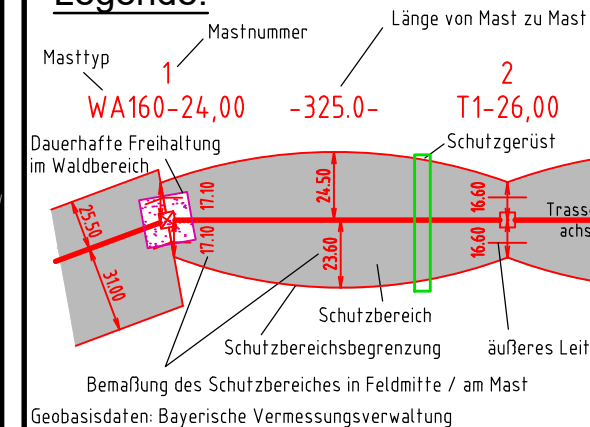 Legende:
Mastnummer
Länge von Mast zu Mast
Masttyp
1
2
WA160-24,00
-325.0-
T1-26,00
Dauerhafte Freihaltung
im Waldbereich
Schutzgerüst
25.50
31.00
17.10
17.10
24.50
23.60
16.60
16.60
Trasse
achs
Schutzbereich
Schutzbereichsbegrenzung
äußeres Leit
Bemaßung des Schutzbereiches in Feldmitte / am Mast
Geobasisdaten: Bayerische Vermessungsverwaltung